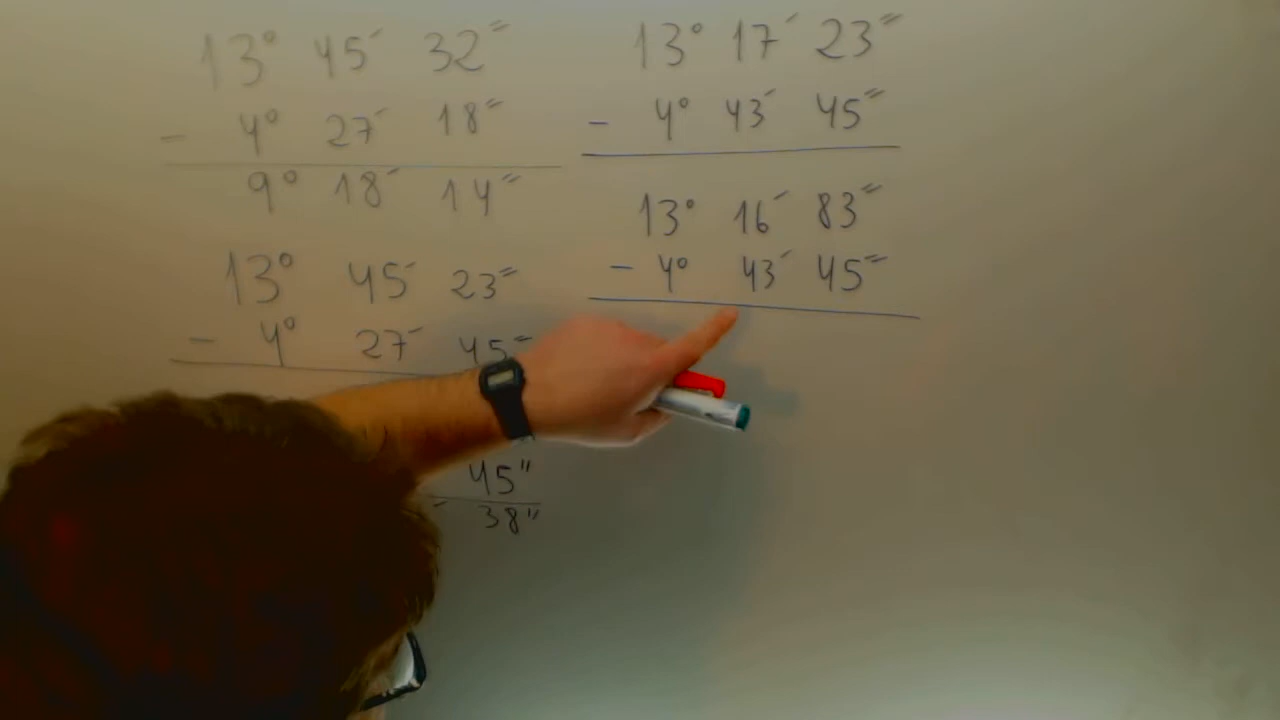 13° 45′ 32″
− 4° 27′ 18″
9° 18′ 14″
13° 45′ 23″
− 4° 27′ 45″
45″
′ 38″
13° 17′ 23″
− 4° 43′ 45″
13° 16′ 83″
− 4° 43′ 45″